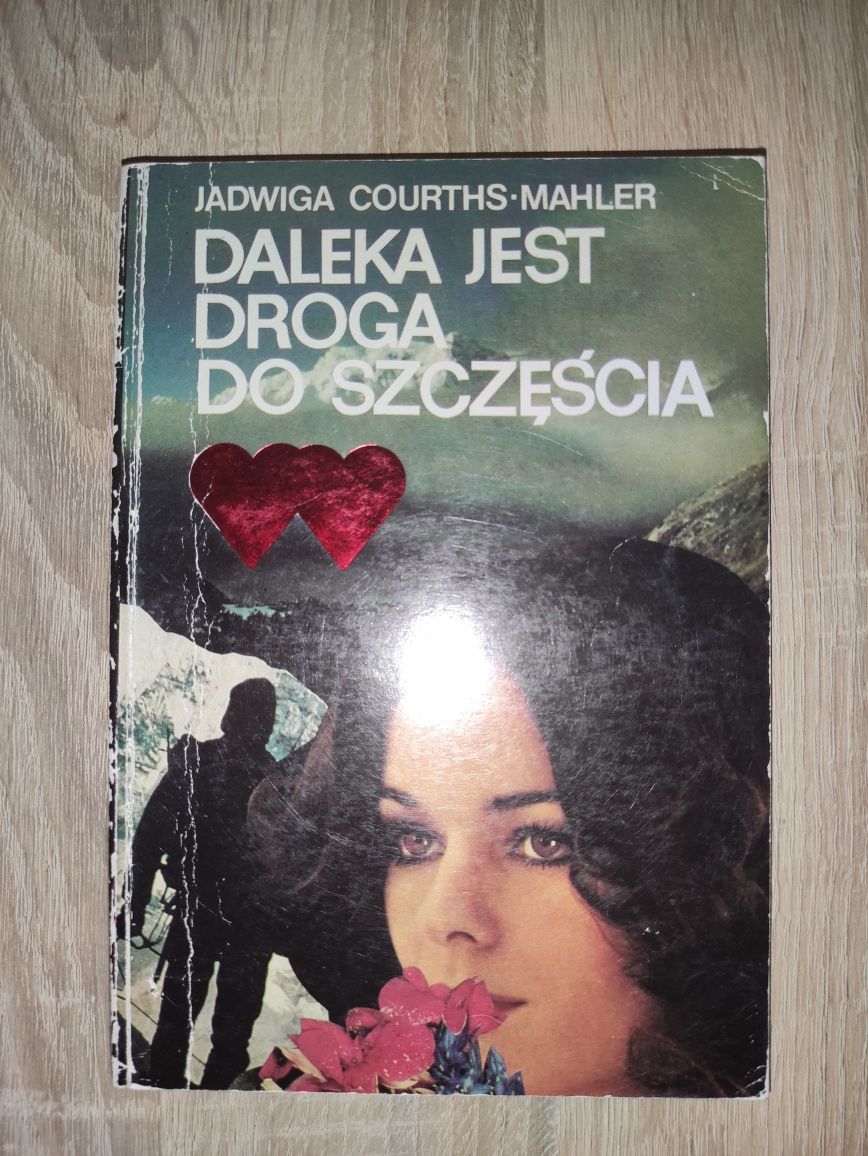 JADWIGA COURTHS-MAHLER
DALEKA JEST
DROGA
DO SZCZĘŚCIA